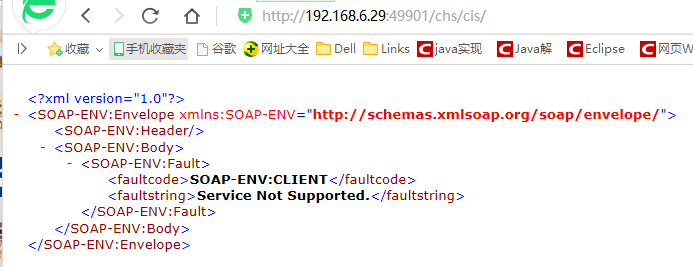 http://192.168.6.29:49901/chs/cis/
收藏 手机收藏夹 谷歌 网址大全 Dell Links java实现 Java解 Eclipse 网页W
<?xml version="1.0"?>
- <SOAP-ENV:Envelope xmlns:SOAP-ENV="http://schemas.xmlsoap.org/soap/envelope/">
<SOAP-ENV:Header/>
- <SOAP-ENV:Body>
- <SOAP-ENV:Fault>
<faultcode>SOAP-ENV:CLIENT</faultcode>
<faultstring>Service Not Supported.</faultstring>
</SOAP-ENV:Fault>
</SOAP-ENV:Body>
</SOAP-ENV:Envelope>